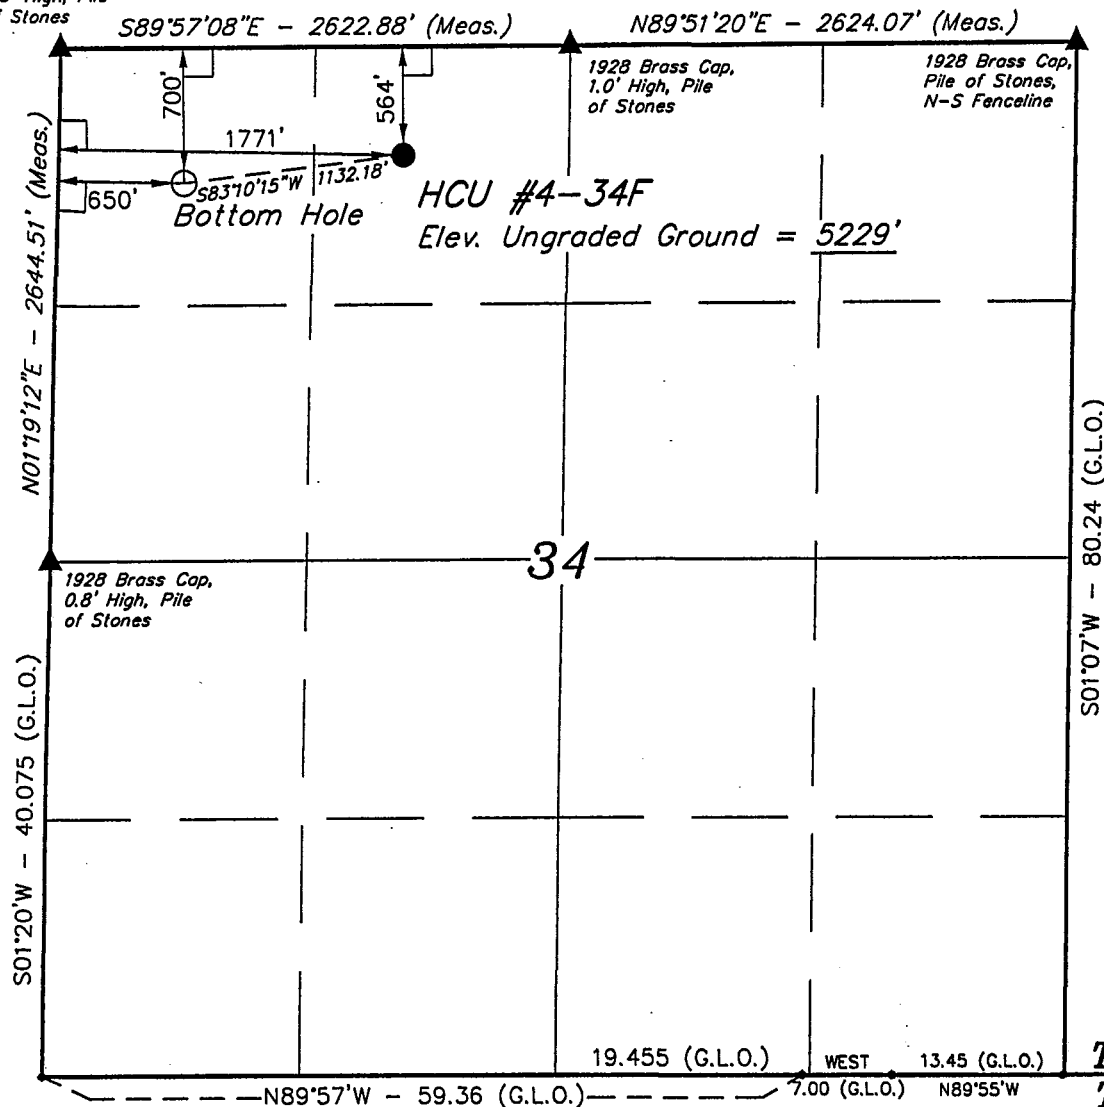 High, Pile
Stones
S89°57'08"E - 2622.88' (Meas.)
N89°51'20"E - 2624.07' (Meas.)
1928 Brass Cap,
1.0' High, Pile
of Stones
1928 Brass Cap,
Pile of Stones,
N-S Fenceline
700'
564'
1771'
650'
S83°10'15"W 1132.18'
Bottom Hole
HCU #4-34F
Elev. Ungraded Ground = 5229'
N01°19'12"E - 2644.51' (Meas.)
34
1928 Brass Cap,
0.8' High, Pile
of Stones
S01°07'W - 80.24 (G.L.O.)
S01°20'W - 40.075 (G.L.O.)
19.455 (G.L.O.)
WEST
13.45 (G.L.O.)
N89°57'W - 59.36 (G.L.O.)
7.00 (G.L.O.)
N89°55'W
T